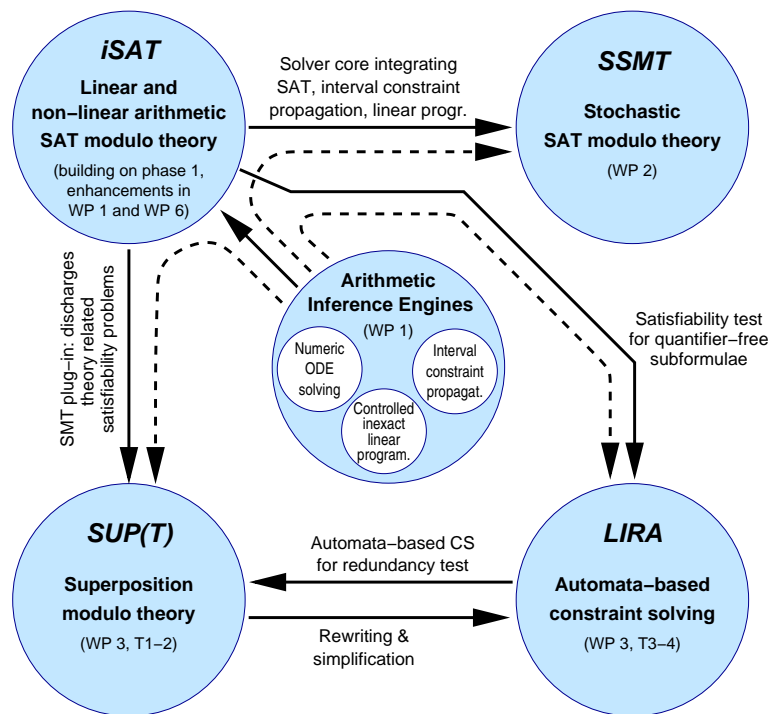 iSAT
Linear and
non–linear arithmetic
SAT modulo theory
(building on phase 1,
enhancements in
WP 1 and WP 6)
Solver core integrating
SAT, interval constraint
propagation, linear progr.
SSMT
Stochastic
SAT modulo theory
(WP 2)
Arithmetic
Inference Engines
(WP 1)
Numeric
ODE
solving
Interval
constraint
propagat.
Controlled
inexact
linear
program.
SMT plug–in: discharges
theory related
satisfiability problems
Satisfiability test
for quantifier–free
subformulae
SUP(T)
Superposition
modulo theory
(WP 3, T1–2)
Automata–based CS
for redundancy test
Rewriting &
simplification
LIRA
Automata–based
constraint solving
(WP 3, T3–4)